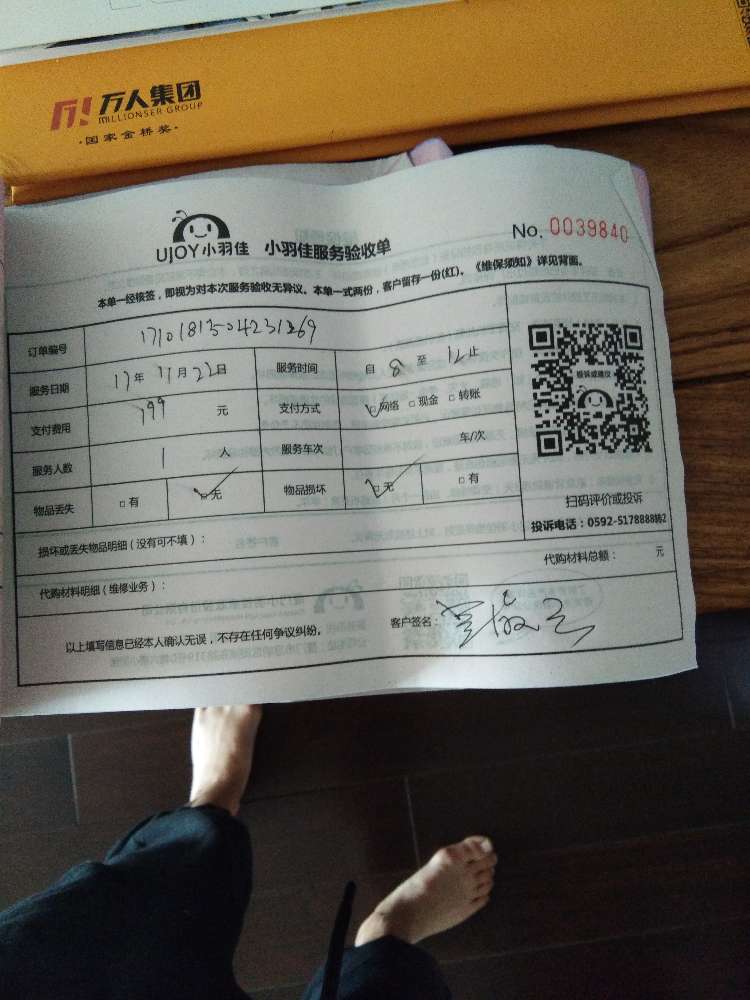 万人集团
MILLIONSER GROUP
·国家金桥奖·
UJOY小羽佳 小羽佳服务验收单
No. 0039840
本单一经核签，即视为对本次服务验收无异议。本单一式两份，客户留存一份(红)。《维保须知》详见背面。
订单编号 17101813504231269
服务日期 17年 11月 22日 服务时间 自 8 至 12 止
支付费用 199 元 支付方式 □网络 □现金 □转账
服务人数 1 人 服务车次 车/次
物品丢失 □有 □无 物品损坏 □无 □有
投诉或建议
扫码评价或投诉
投诉电话：0592-5178888转2
损坏或丢失物品明细（没有可不填）：
代购材料明细（维修业务）： 代购材料总额： 元
以上填写信息已经本人确认无误，不存在任何争议纠纷。 客户签名：